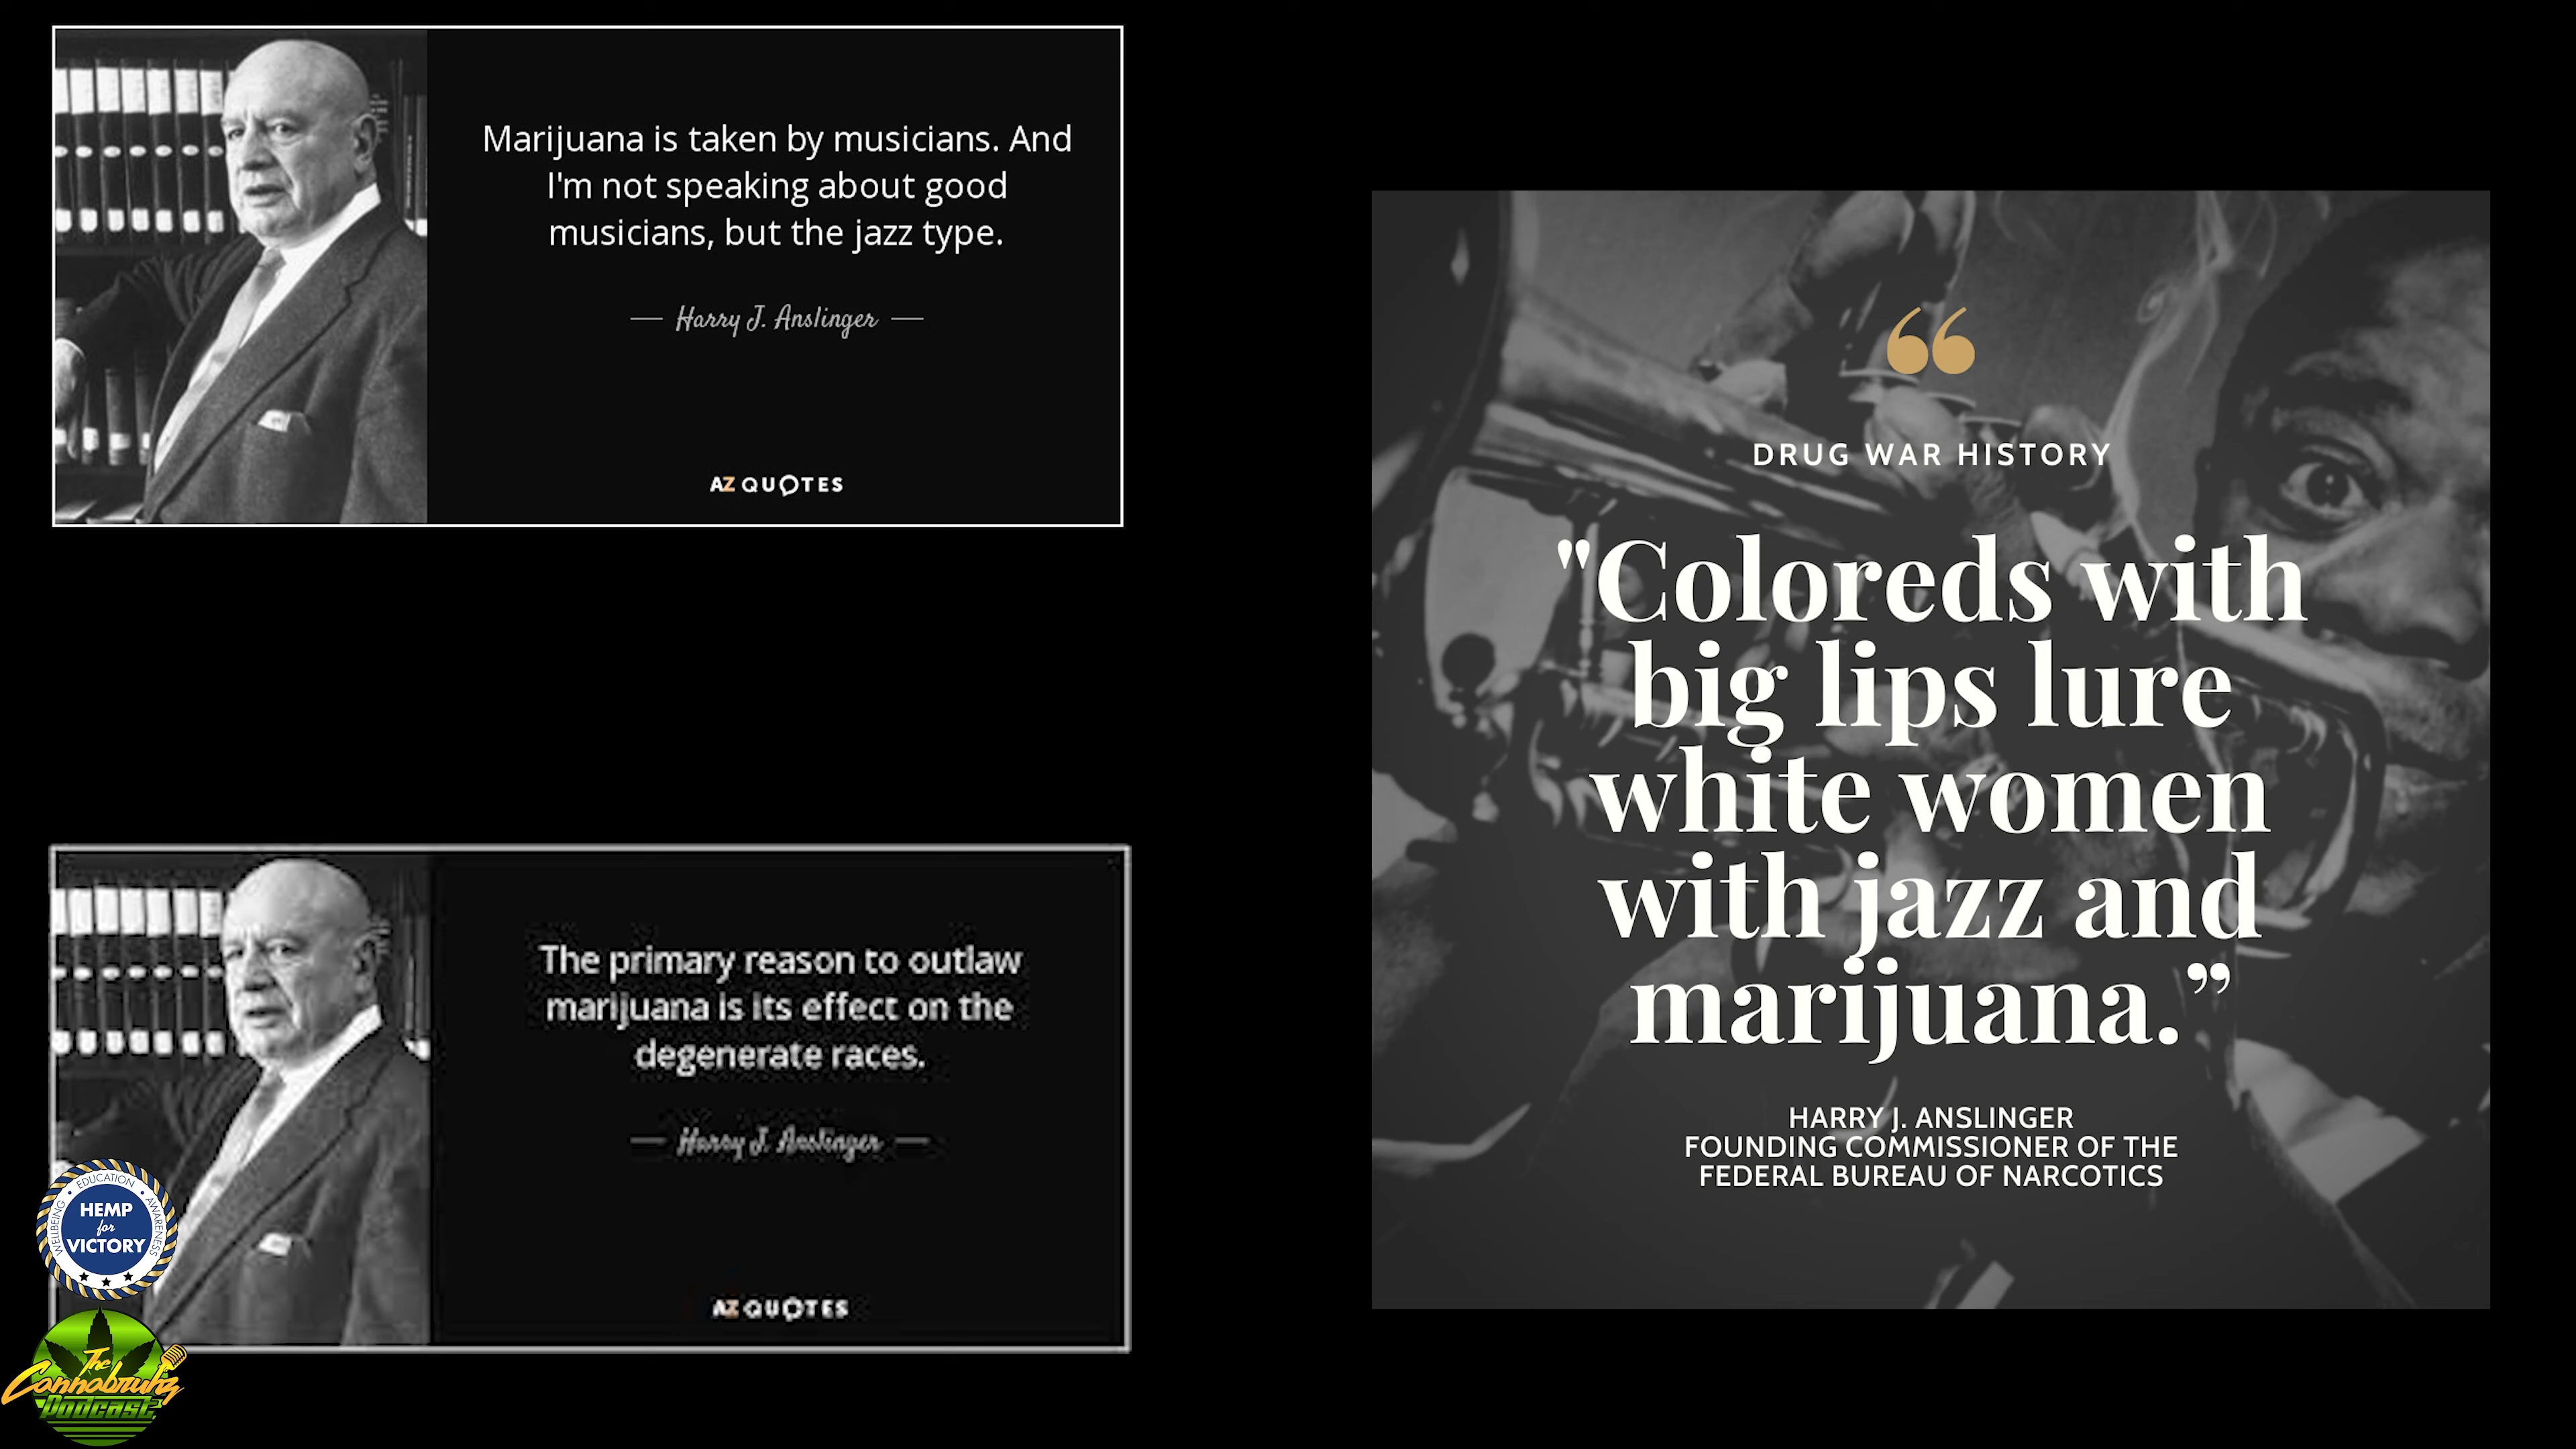 Marijuana is taken by musicians. And
I'm not speaking about good
musicians, but the jazz type.
Harry J. Anslinger
AZ QUOTES
The primary reason to outlaw
marijuana is its effect on the
degenerate races.
Harry J. Anslinger
AZ QUOTES
WELLBEING • EDUCATION • AWARENESS
HEMP
for
VICTORY
The
Cannabruhz
Podcast
DRUG WAR HISTORY
"Coloreds with
big lips lure
white women
with jazz and
marijuana.”
HARRY J. ANSLINGER
FOUNDING COMMISSIONER OF THE
FEDERAL BUREAU OF NARCOTICS